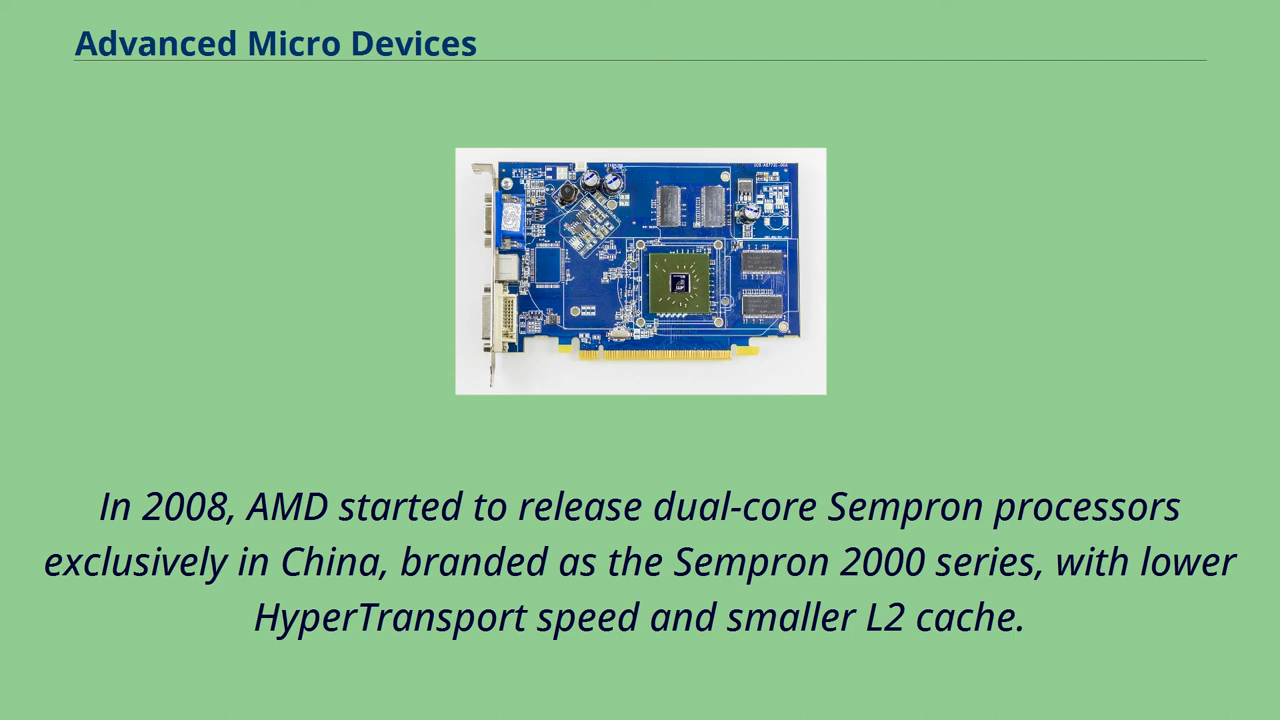 Advanced Micro Devices
In 2008, AMD started to release dual-core Sempron processors
exclusively in China, branded as the Sempron 2000 series, with lower
HyperTransport speed and smaller L2 cache.